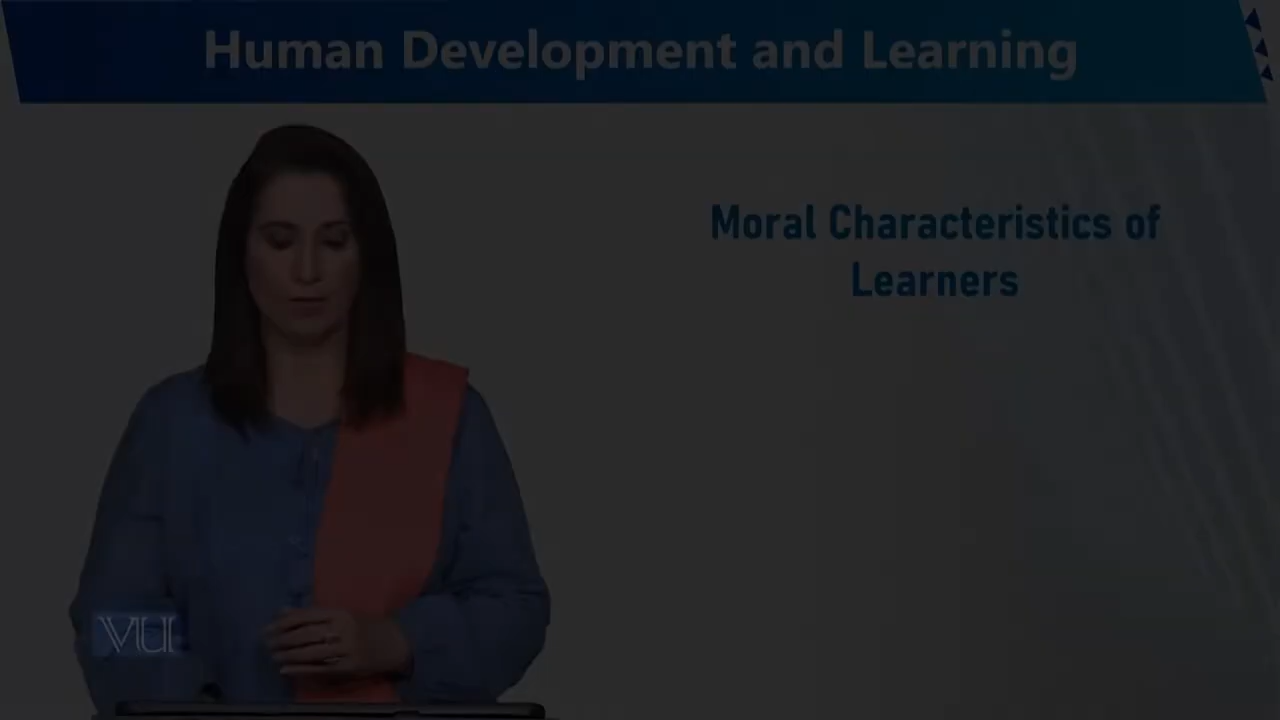 Human Development and Learning
Moral Characteristics of
Learners
VU